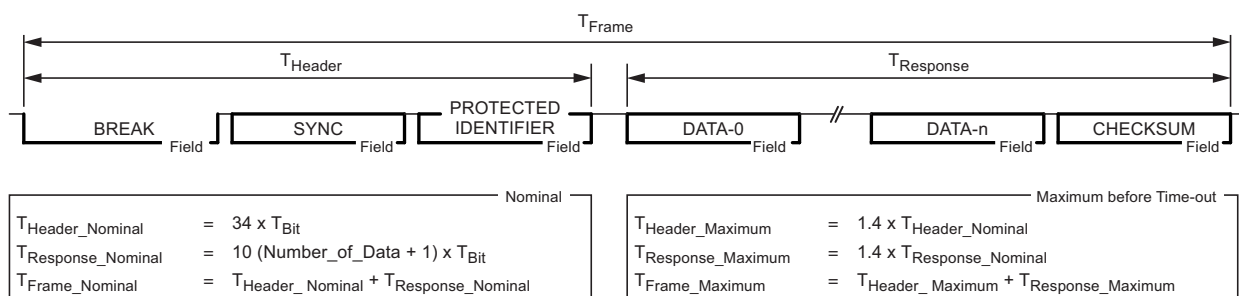 TFrame
THeader
TResponse
BREAK Field
SYNC Field
PROTECTED
IDENTIFIER Field
DATA-0 Field
DATA-n Field
CHECKSUM Field
Nominal
THeader_Nominal = 34 x TBit
TResponse_Nominal = 10 (Number_of_Data + 1) x TBit
TFrame_Nominal = THeader_ Nominal + TResponse_Nominal
Maximum before Time-out
THeader_Maximum = 1.4 x THeader_Nominal
TResponse_Maximum = 1.4 x TResponse_Nominal
TFrame_Maximum = THeader_ Maximum + TResponse_Maximum